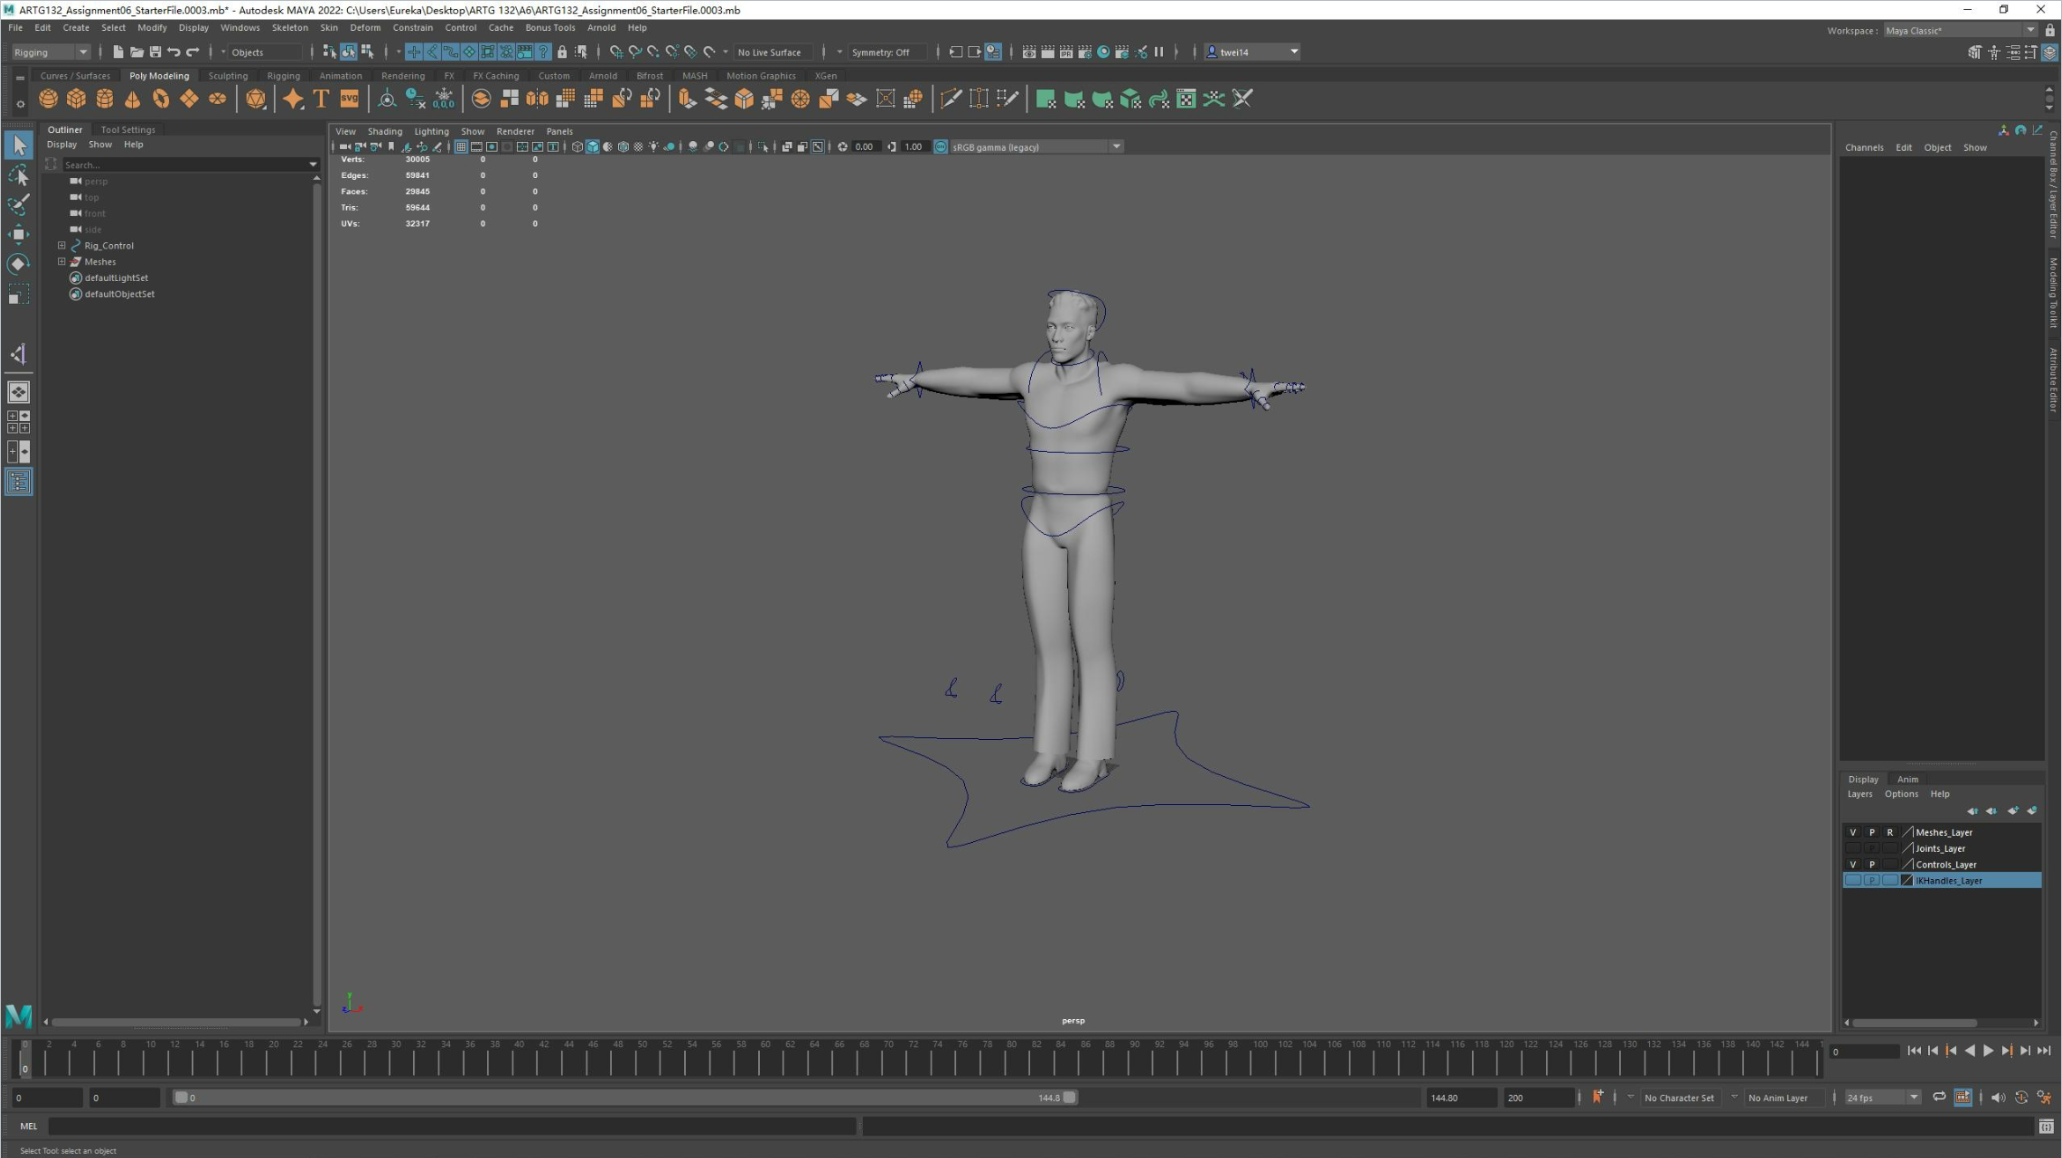 ARTG132_Assignment06_StarterFile.0003.mb* - Autodesk MAYA 2022: C:\Users\Eureka\Desktop\ARTG 132\A6\ARTG132_Assignment06_StarterFile.0003.mb
File Edit Create Select Modify Display Windows Skeleton Skin Deform Constrain Control Cache Bonus Tools Arnold Help
Workspace : Maya Classic*
Rigging Objects No Live Surface Symmetry: Off twei14
Curves / Surfaces Poly Modeling Sculpting Rigging Animation Rendering FX FX Caching Custom Arnold Bifrost MASH Motion Graphics XGen
T svg
Outliner Tool Settings
Display Show Help
Search...
persp
top
front
side
Rig_Control
Meshes
defaultLightSet
defaultObjectSet
View Shading Lighting Show Renderer Panels
0.00 1.00 sRGB gamma (legacy)
Verts: 30005 0 0
Edges: 59841 0 0
Faces: 29845 0 0
Tris: 59644 0 0
UVs: 32317 0 0
persp
Channels Edit Object Show
Channel Box / Layer Editor
Modeling Toolkit
Attribute Editor
Display Anim
Layers Options Help
V P R Meshes_Layer
P Joints_Layer
V P Controls_Layer
P IKHandles_Layer
0 2 4 6 8 10 12 14 16 18 20 22 24 26 28 30 32 34 36 38 40 42 44 46 48 50 52 54 56 58 60 62 64 66 68 70 72 74 76 78 80 82 84 86 88 90 92 94 96 98 100 102 104 106 108 110 112 114 116 118 120 122 124 126 128 130 132 134 136 138 140 142 144
0
0
0 0 0 144.8 144.80 200 No Character Set No Anim Layer 24 fps
MEL
Select Tool: select an object